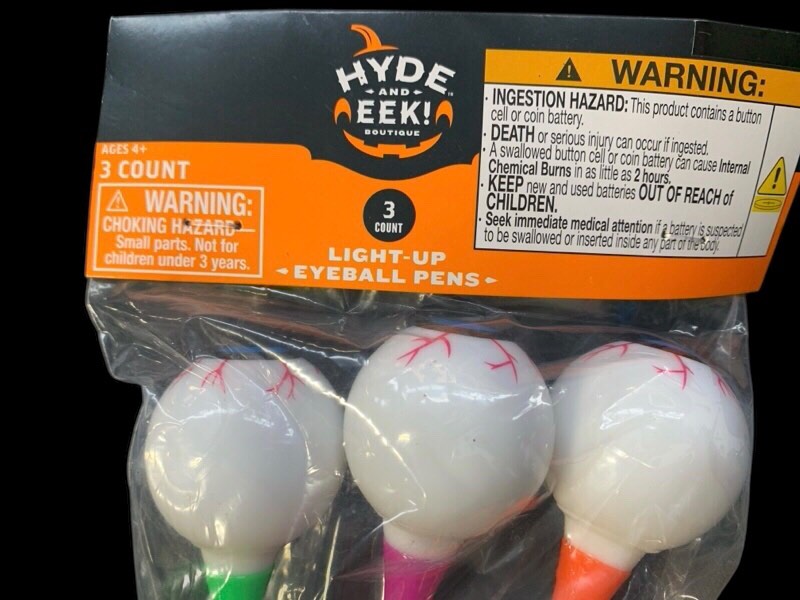 HYDE
AND
EEK!
BOUTIQUE
AGES 4+
3 COUNT
WARNING:
CHOKING HAZARD
Small parts. Not for
children under 3 years.
3
COUNT
LIGHT-UP
EYEBALL PENS
WARNING:
· INGESTION HAZARD: This product contains a button
cell or coin battery.
· DEATH or serious injury can occur if ingested.
· A swallowed button cell or coin battery can cause Internal
Chemical Burns in as little as 2 hours.
· KEEP new and used batteries OUT OF REACH of
CHILDREN.
· Seek immediate medical attention if a battery is suspected
to be swallowed or inserted inside any part of the body.